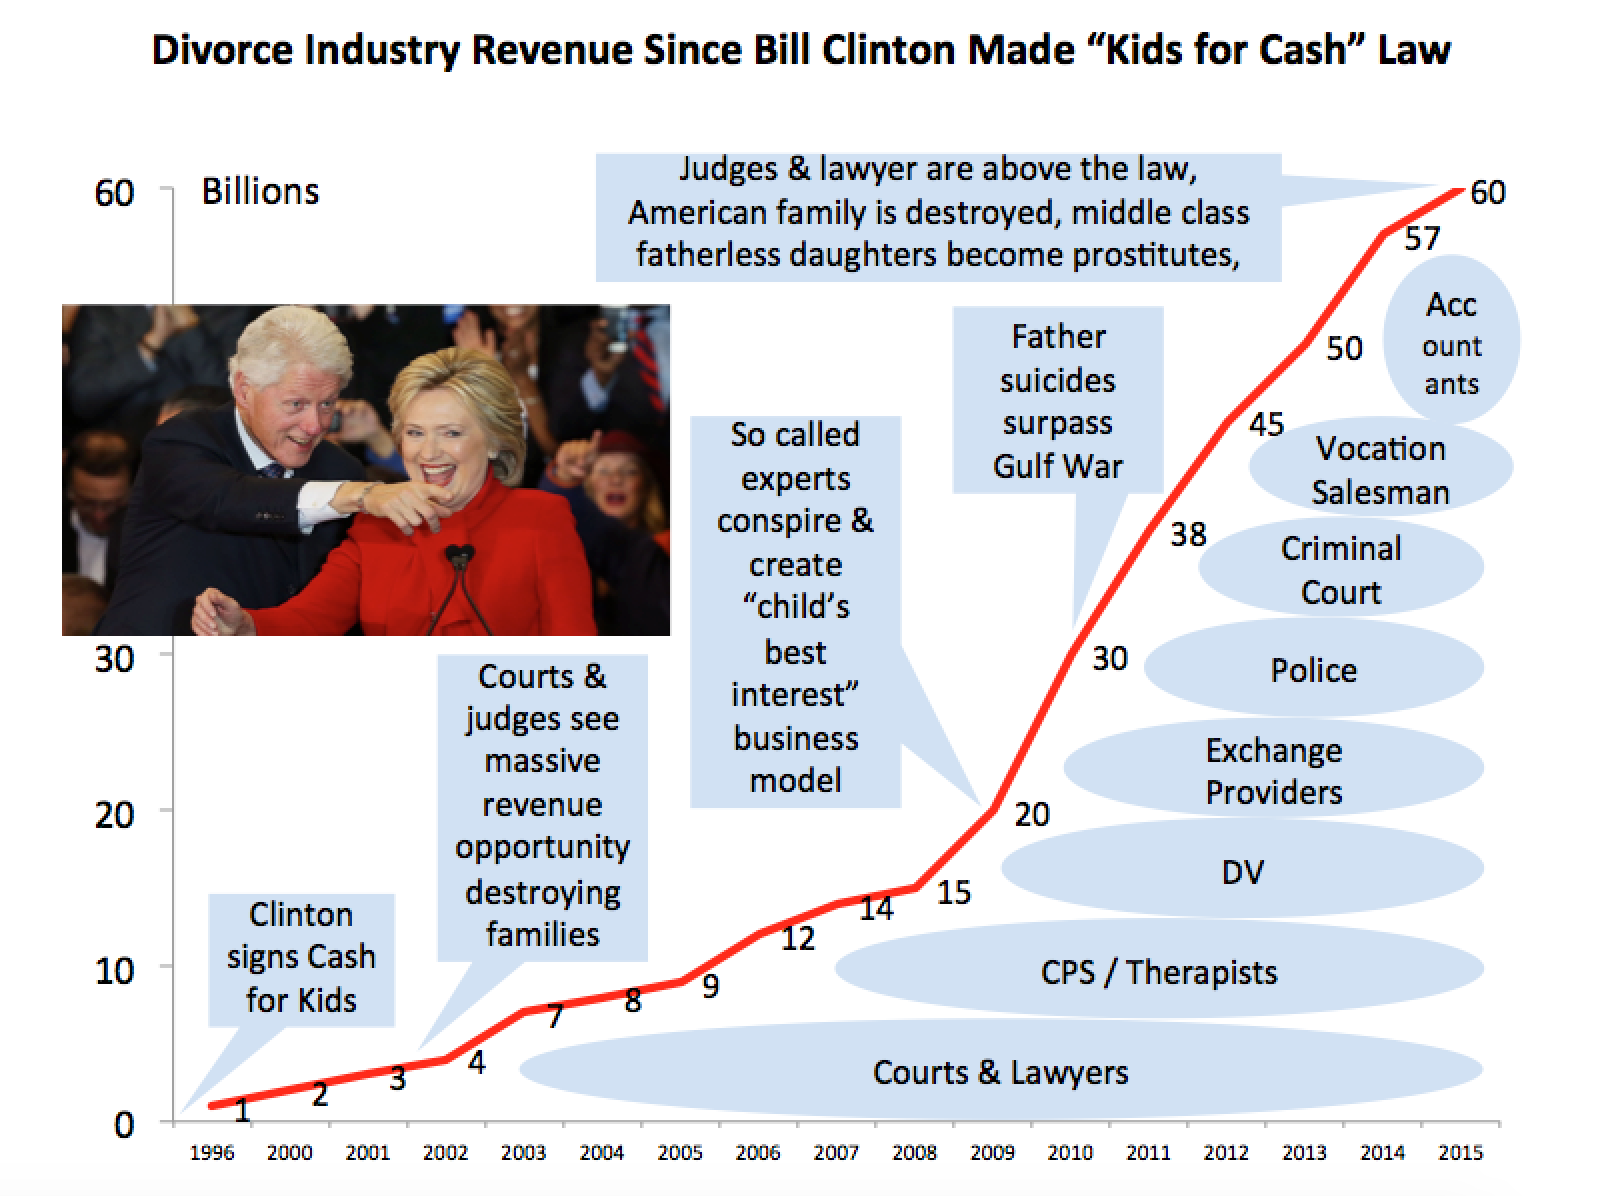 Divorce Industry Revenue Since Bill Clinton Made “Kids for Cash” Law
Billions
60
30
20
10
0
Judges & lawyer are above the law,
American family is destroyed, middle class
fatherless daughters become prostitutes,
Father
suicides
surpass
Gulf War
So called
experts
conspire &
create
“child’s
best
interest”
business
model
Courts &
judges see
massive
revenue
opportunity
destroying
families
Clinton
signs Cash
for Kids
1
2
3
4
7
8
9
12
14
15
20
30
38
45
50
57
60
Acc
ount
ants
Vocation
Salesman
Criminal
Court
Police
Exchange
Providers
DV
CPS / Therapists
Courts & Lawyers
1996 2000 2001 2002 2003 2004 2005 2006 2007 2008 2009 2010 2011 2012 2013 2014 2015